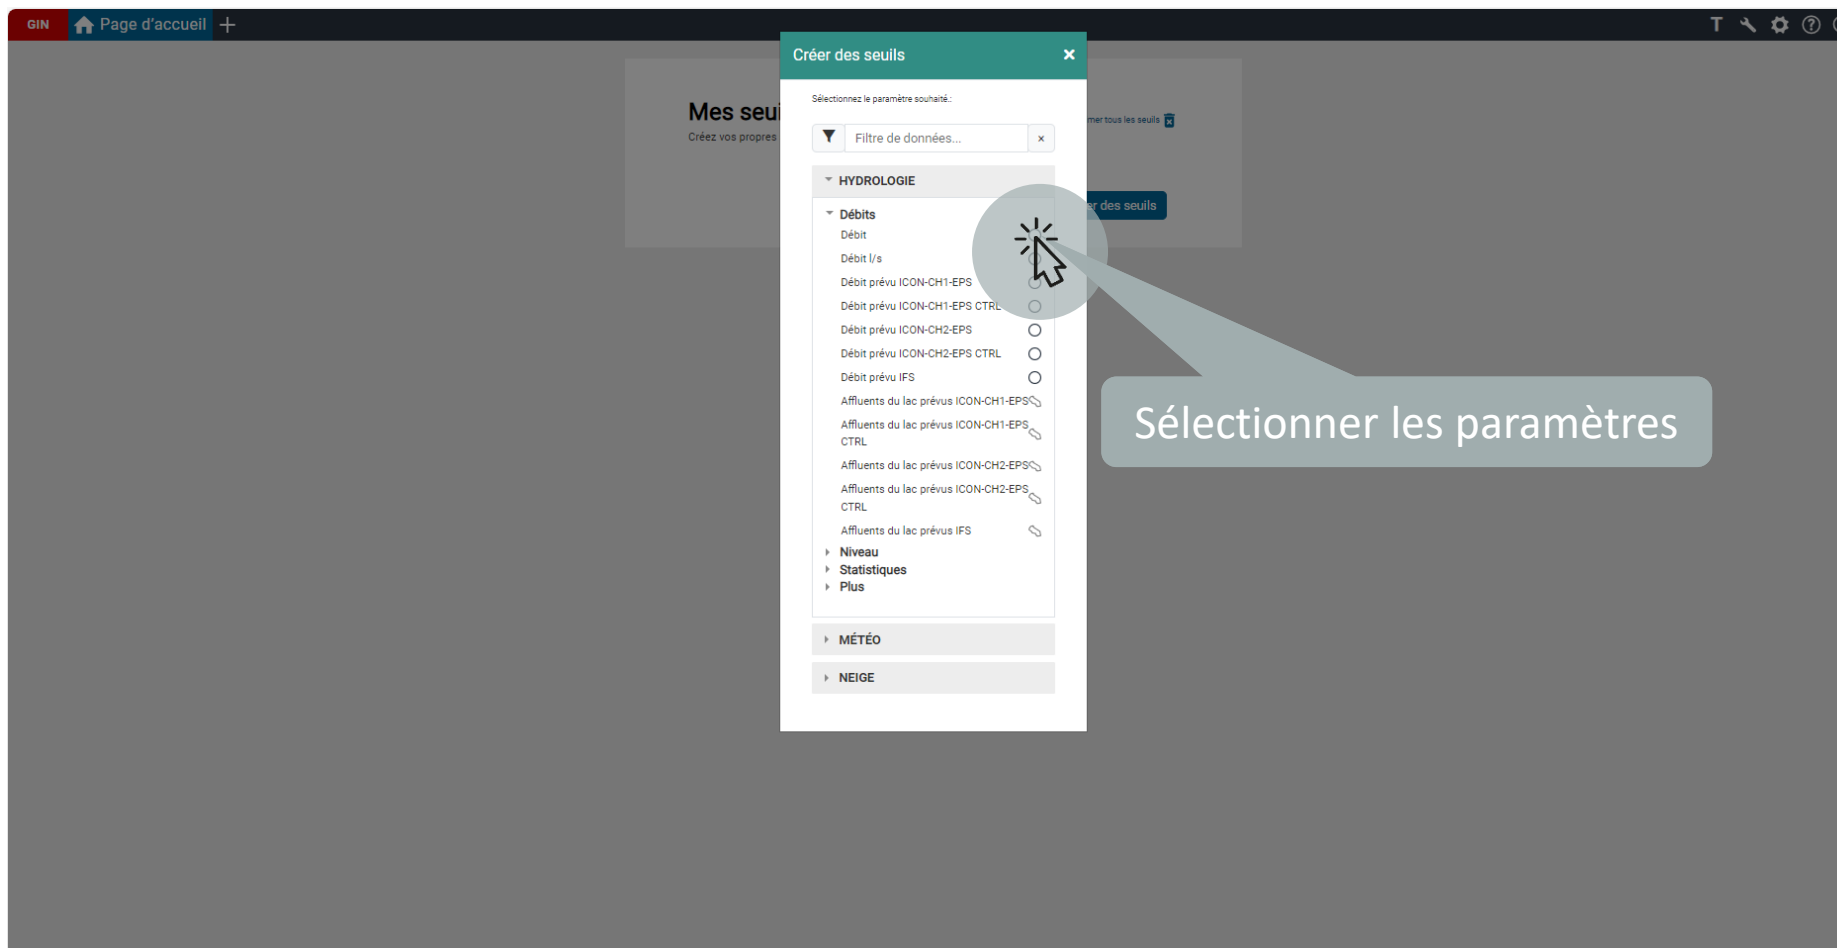 GIN
Page d'accueil
T
Créer des seuils
Sélectionnez le paramètre souhaité.:
Mes seui
Créez vos propres
mer tous les seuils
Filtre de données...
HYDROLOGIE
er des seuils
Débits
Débit
Débit l/s
Débit prévu ICON-CH1-EPS
Débit prévu ICON-CH1-EPS CTRL
Débit prévu ICON-CH2-EPS
Débit prévu ICON-CH2-EPS CTRL
Débit prévu IFS
Affluents du lac prévus ICON-CH1-EPS
Affluents du lac prévus ICON-CH1-EPS
CTRL
Affluents du lac prévus ICON-CH2-EPS
Affluents du lac prévus ICON-CH2-EPS
CTRL
Affluents du lac prévus IFS
Niveau
Statistiques
Plus
MÉTÉO
NEIGE
Sélectionner les paramètres